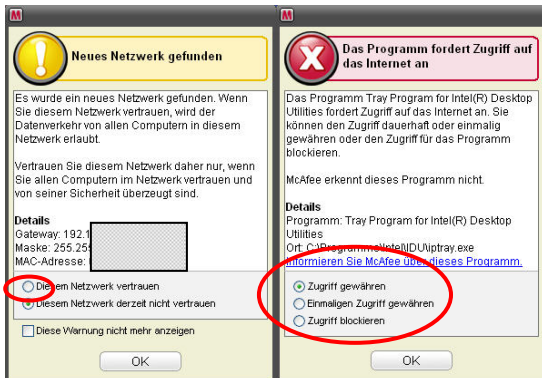 Neues Netzwerk gefunden
Es wurde ein neues Netzwerk gefunden. Wenn
Sie diesem Netzwerk vertrauen, wird der
Datenverkehr von allen Computern in diesem
Netzwerk erlaubt.
Vertrauen Sie diesem Netzwerk daher nur, wenn
Sie allen Computern im Netzwerk vertrauen und
von seiner Sicherheit überzeugt sind.
Details
Gateway: 192.1
Maske: 255.25
MAC-Adresse:
Diesem Netzwerk vertrauen
Diesem Netzwerk derzeit nicht vertrauen
Diese Warnung nicht mehr anzeigen
OK
Das Programm fordert Zugriff auf
das Internet an
Das Programm Tray Program for Intel(R) Desktop
Utilities fordert Zugriff auf das Internet an. Sie
können den Zugriff dauerhaft oder einmalig
gewähren oder den Zugriff für das Programm
blockieren.
McAfee erkennt dieses Programm nicht.
Details
Programm: Tray Program for Intel(R) Desktop
Utilities
Ort: C:\Programme\Intel\IDU\iptray.exe
Informieren Sie McAfee über dieses Programm.
Zugriff gewähren
Einmaligen Zugriff gewähren
Zugriff blockieren
OK